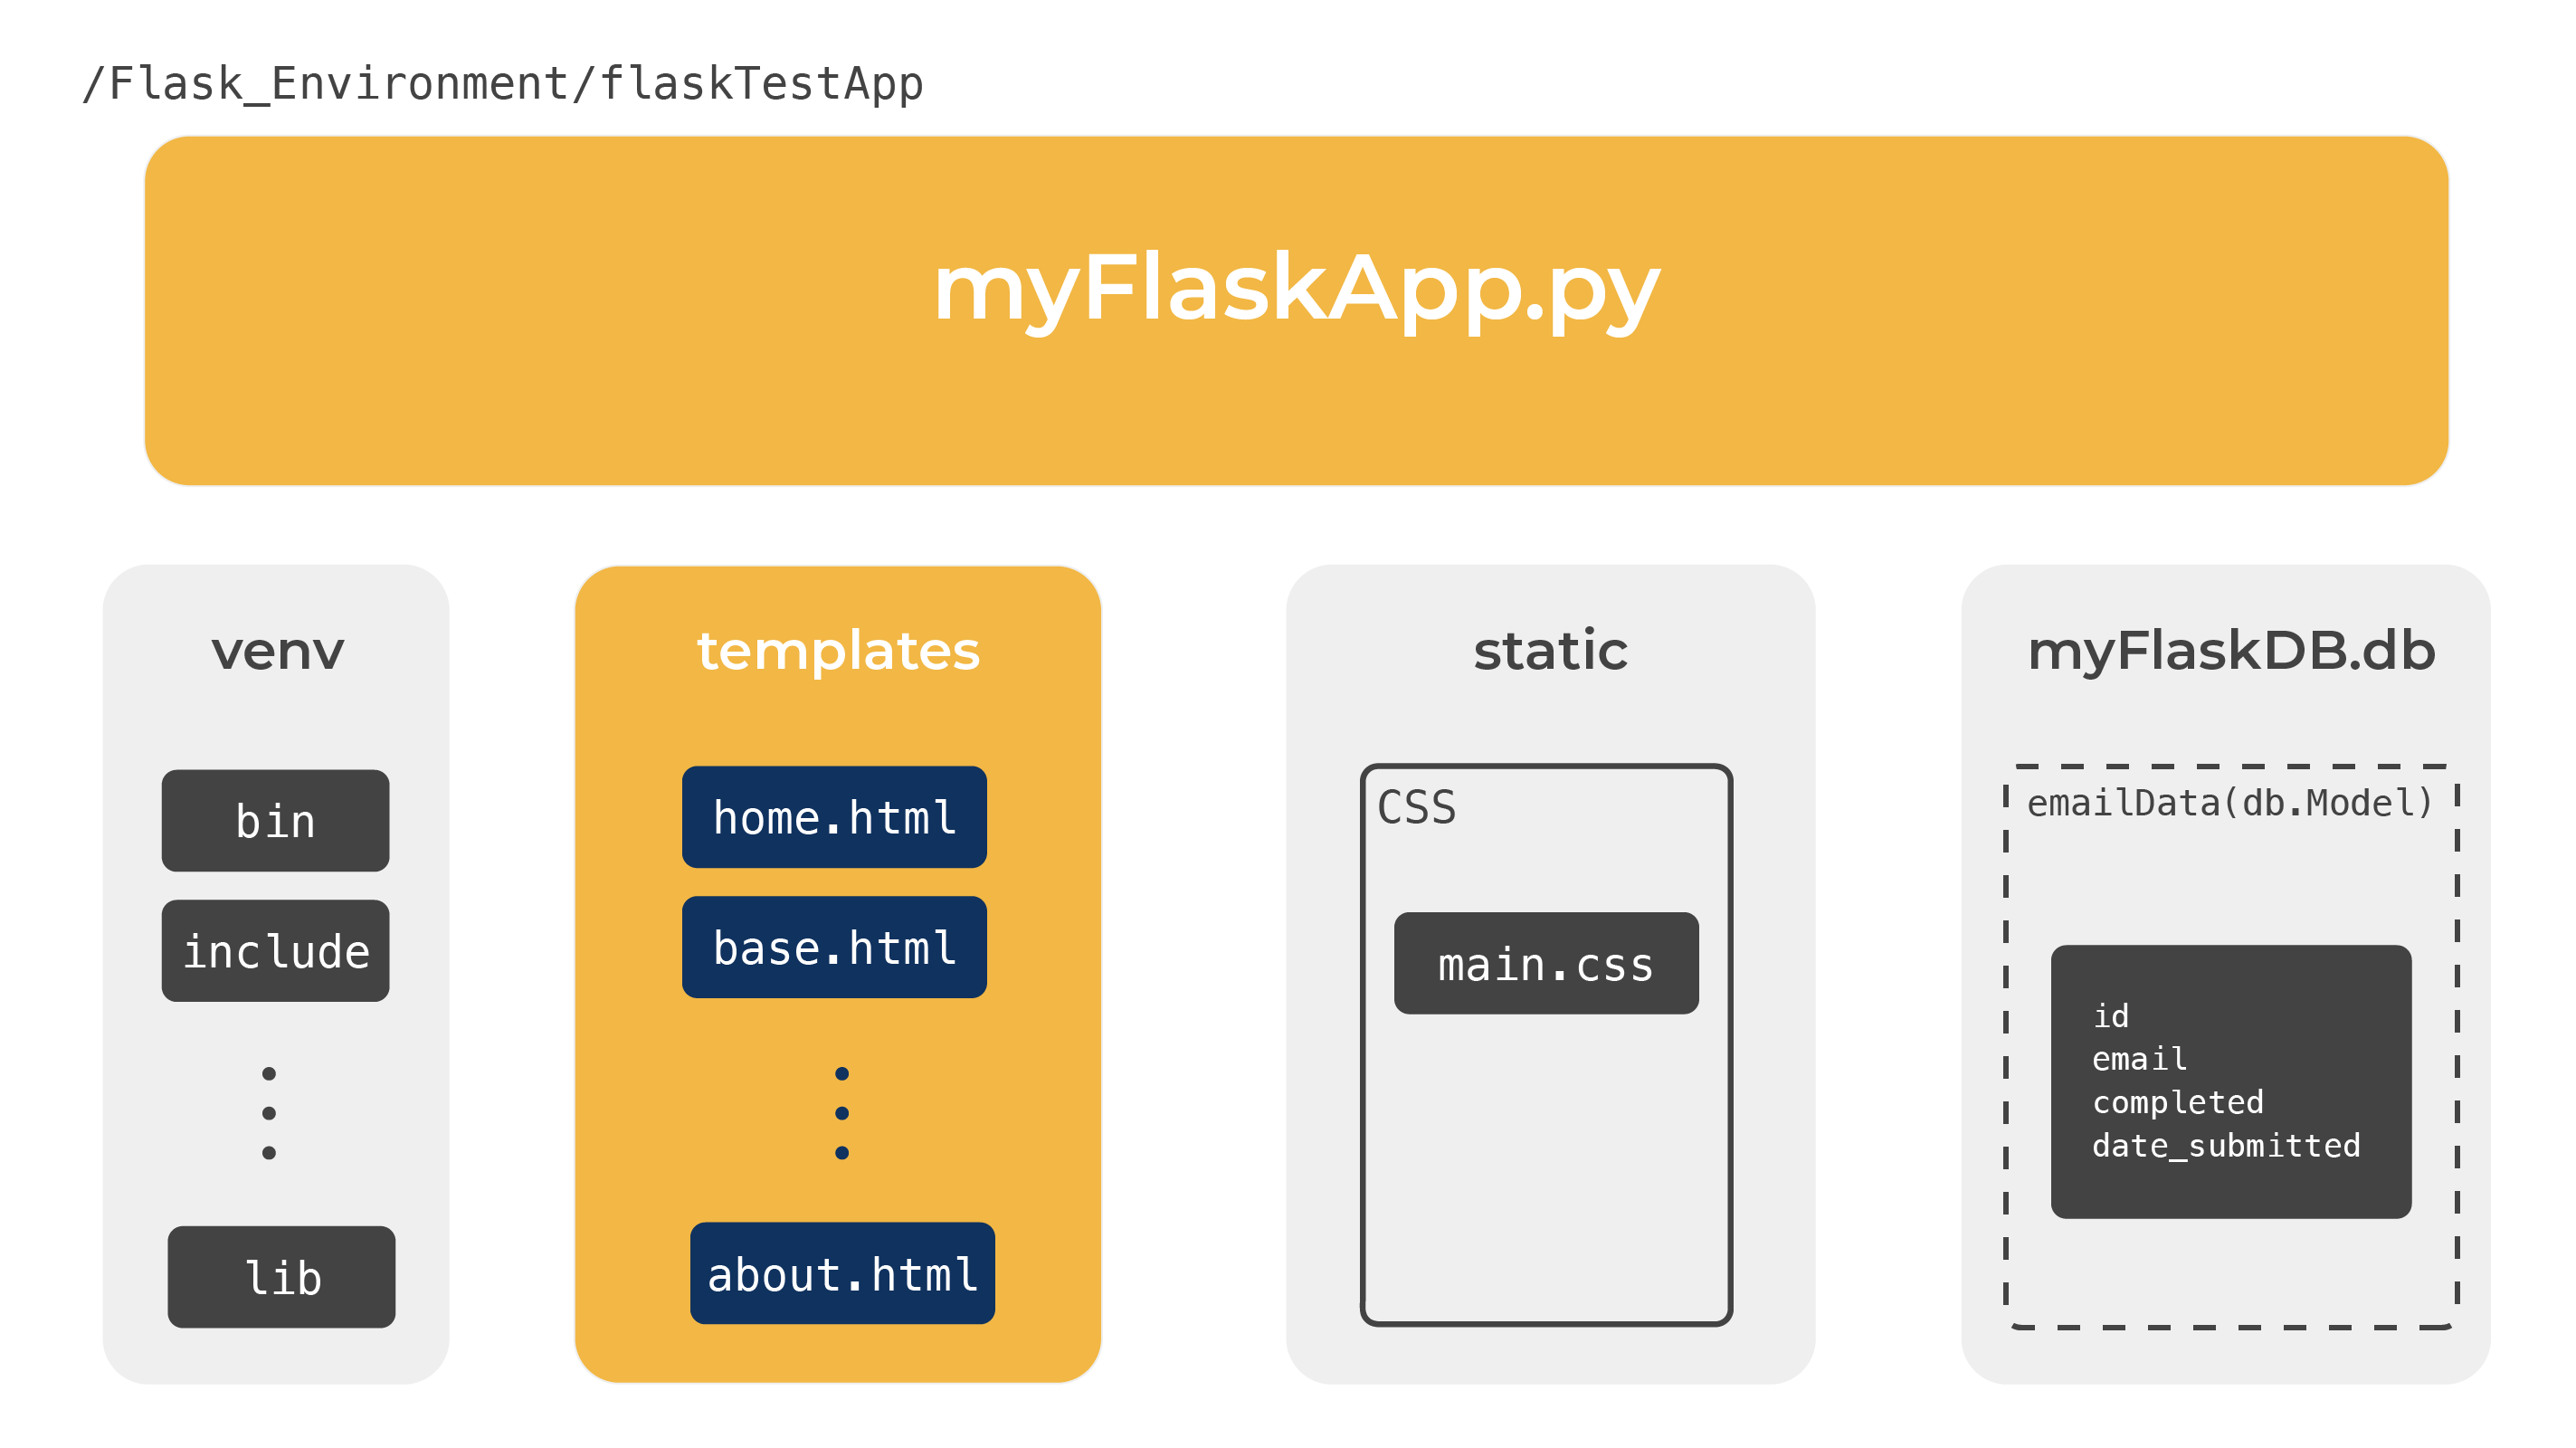 /Flask_Environment/flaskTestApp
myFlaskApp.py
venv
bin
include
lib
templates
home.html
base.html
about.html
static
CSS
main.css
myFlaskDB.db
emailData(db.Model)
id
email
completed
date_submitted